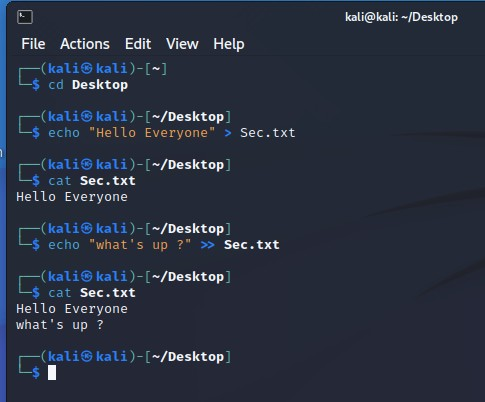 kali@kali: ~/Desktop
File Actions Edit View Help
┌──(kali㉿kali)-[~]
└─$ cd Desktop
┌──(kali㉿kali)-[~/Desktop]
└─$ echo "Hello Everyone" > Sec.txt
┌──(kali㉿kali)-[~/Desktop]
└─$ cat Sec.txt
Hello Everyone
┌──(kali㉿kali)-[~/Desktop]
└─$ echo "what's up ?" >> Sec.txt
┌──(kali㉿kali)-[~/Desktop]
└─$ cat Sec.txt
Hello Everyone
what's up ?
┌──(kali㉿kali)-[~/Desktop]
└─$